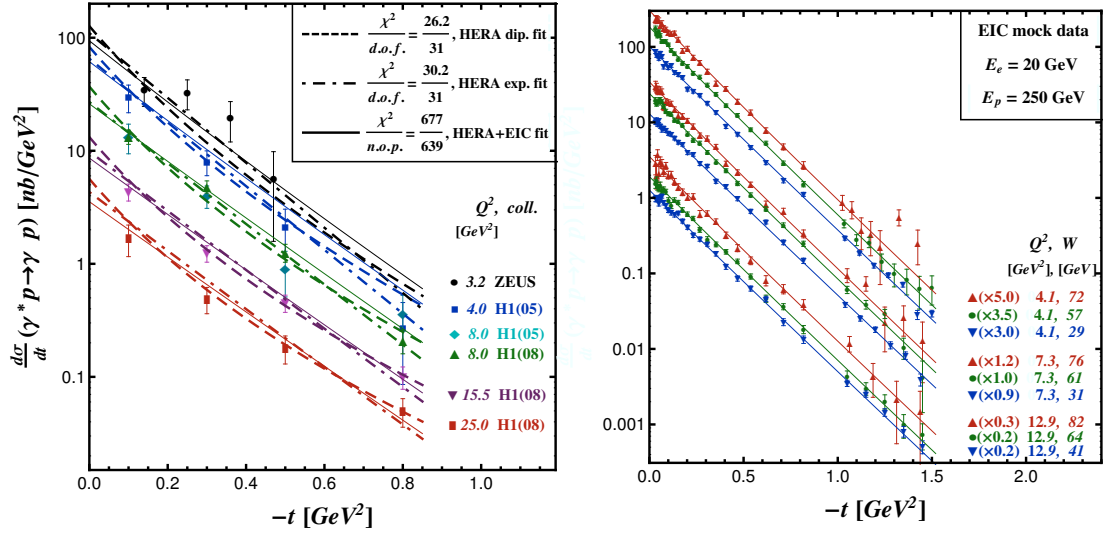 100
10
1
0.1
0.0 0.2 0.4 0.6 0.8 1.0
dσ/dt (γ* p→γ p) [nb/GeV²]
−t [GeV²]
χ²/d.o.f. = 26.2/31 , HERA dip. fit
χ²/d.o.f. = 30.2/31 , HERA exp. fit
χ²/n.o.p. = 677/639 , HERA+EIC fit
Q², coll.
[GeV²]
3.2 ZEUS
4.0 H1(05)
8.0 H1(05)
8.0 H1(08)
15.5 H1(08)
25.0 H1(08)
100
10
1
0.1
0.01
0.001
0.0 0.5 1.0 1.5 2.0
−t [GeV²]
EIC mock data
Eₑ = 20 GeV
Eₚ = 250 GeV
Q², W
[GeV²], [GeV]
▲(×5.0) 4.1, 72
●(×3.5) 4.1, 57
▼(×3.0) 4.1, 29
▲(×1.2) 7.3, 76
●(×1.0) 7.3, 61
▼(×0.9) 7.3, 31
▲(×0.3) 12.9, 82
●(×0.2) 12.9, 64
▼(×0.2) 12.9, 41